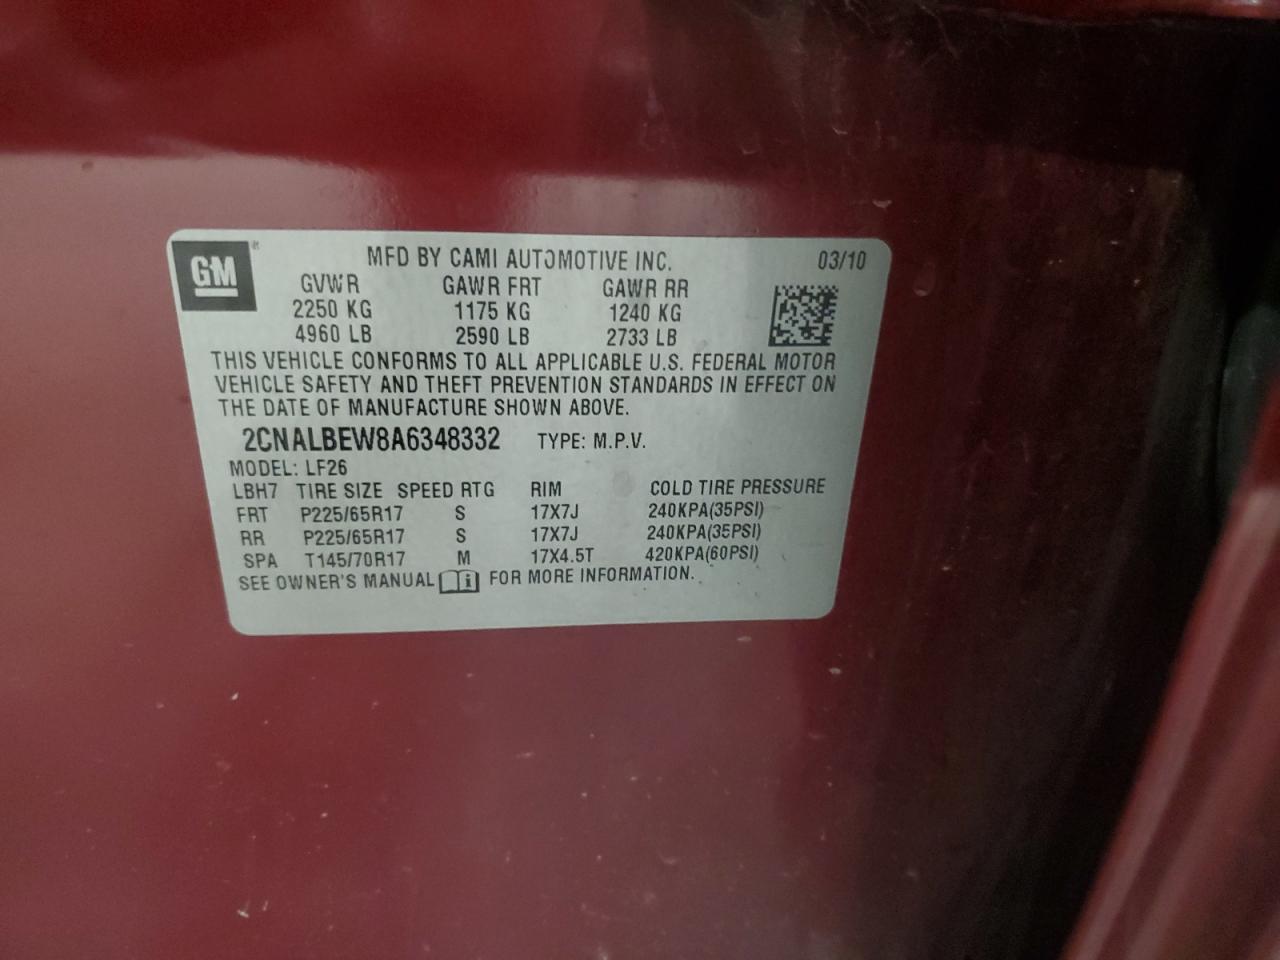 GM
MFD BY CAMI AUTOMOTIVE INC. 03/10
GVWR GAWR FRT GAWR RR
2250 KG 1175 KG 1240 KG
4960 LB 2590 LB 2733 LB
THIS VEHICLE CONFORMS TO ALL APPLICABLE U.S. FEDERAL MOTOR
VEHICLE SAFETY AND THEFT PREVENTION STANDARDS IN EFFECT ON
THE DATE OF MANUFACTURE SHOWN ABOVE.
2CNALBEW8A6348332 TYPE: M.P.V.
MODEL: LF26
LBH7 TIRE SIZE SPEED RTG RIM COLD TIRE PRESSURE
FRT P225/65R17 S 17X7J 240KPA(35PSI)
RR P225/65R17 S 17X7J 240KPA(35PSI)
SPA T145/70R17 M 17X4.5T 420KPA(60PSI)
SEE OWNER'S MANUAL i FOR MORE INFORMATION.